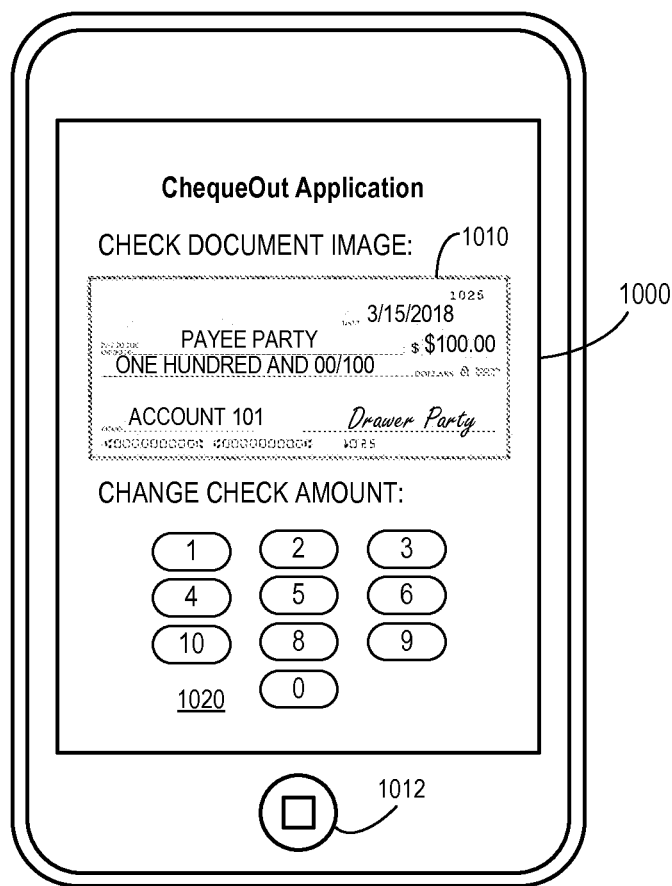 ChequeOut Application
CHECK DOCUMENT IMAGE:
1010
1025
3/15/2018
1000
PAYEE PARTY
$ $100.00
ONE HUNDRED AND 00/100
DOLLARS
ACCOUNT 101 Drawer Party
1025
CHANGE CHECK AMOUNT:
1 2 3
4 5 6
10 8 9
1020 0
1012